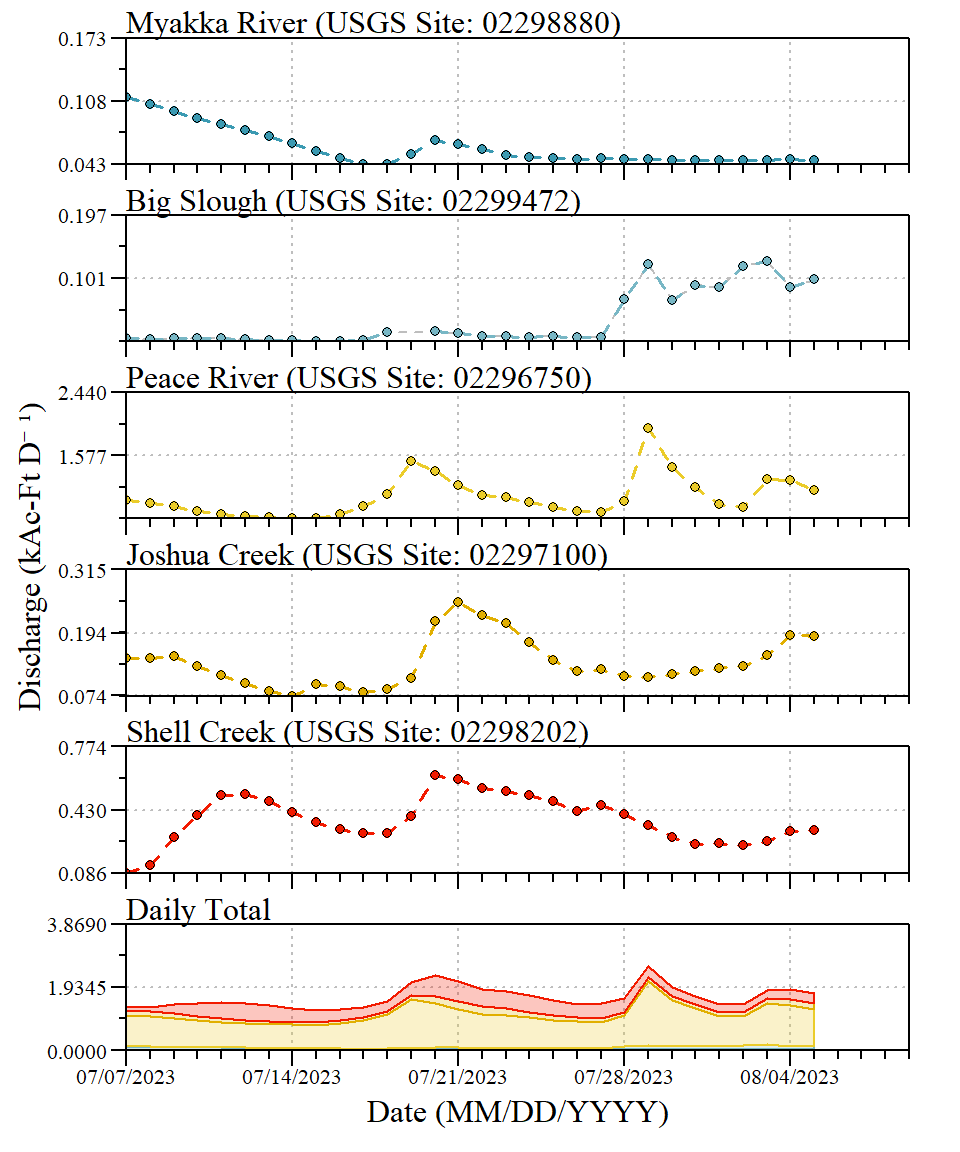 Myakka River (USGS Site: 02298880)
0.173
0.108
0.043
Big Slough (USGS Site: 02299472)
0.197
0.101
Peace River (USGS Site: 02296750)
2.440
1.577
Joshua Creek (USGS Site: 02297100)
0.315
0.194
0.074
Shell Creek (USGS Site: 02298202)
0.774
0.430
0.086
Daily Total
3.8690
1.9345
0.0000
Discharge (kAc-Ft D⁻¹)
07/07/2023 07/14/2023 07/21/2023 07/28/2023 08/04/2023
Date (MM/DD/YYYY)